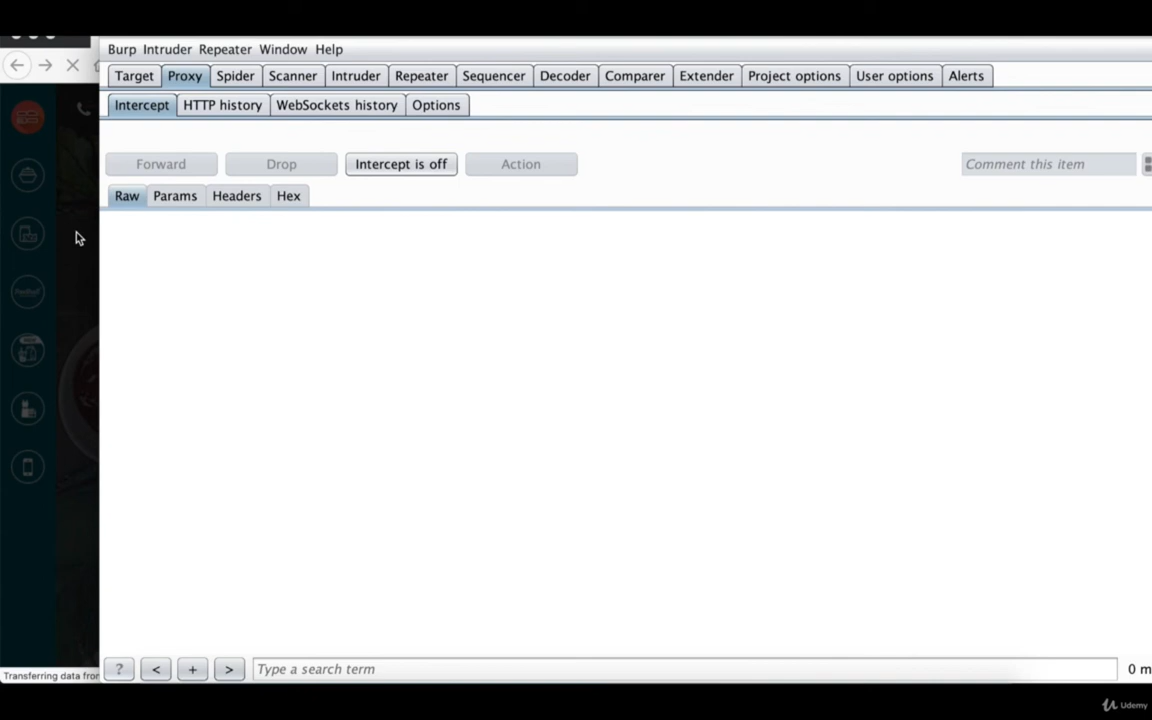 Burp Intruder Repeater Window Help
Target Proxy Spider Scanner Intruder Repeater Sequencer Decoder Comparer Extender Project options User options Alerts
Intercept HTTP history WebSockets history Options
Forward Drop Intercept is off Action Comment this item
Raw Params Headers Hex
? < + > Type a search term 0 m
Transferring data fror
Udemy